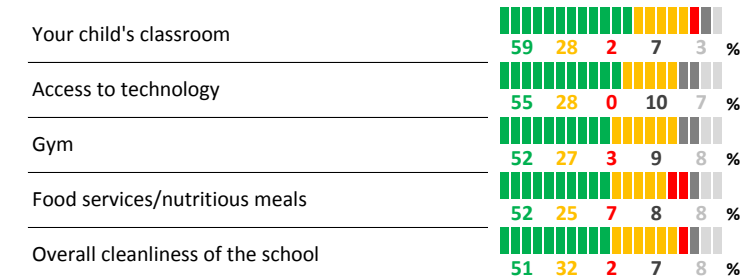 Your child's classroom
59 28 2 7 3 %
Access to technology
55 28 0 10 7 %
Gym
52 27 3 9 8 %
Food services/nutritious meals
52 25 7 8 8 %
Overall cleanliness of the school
51 32 2 7 8 %